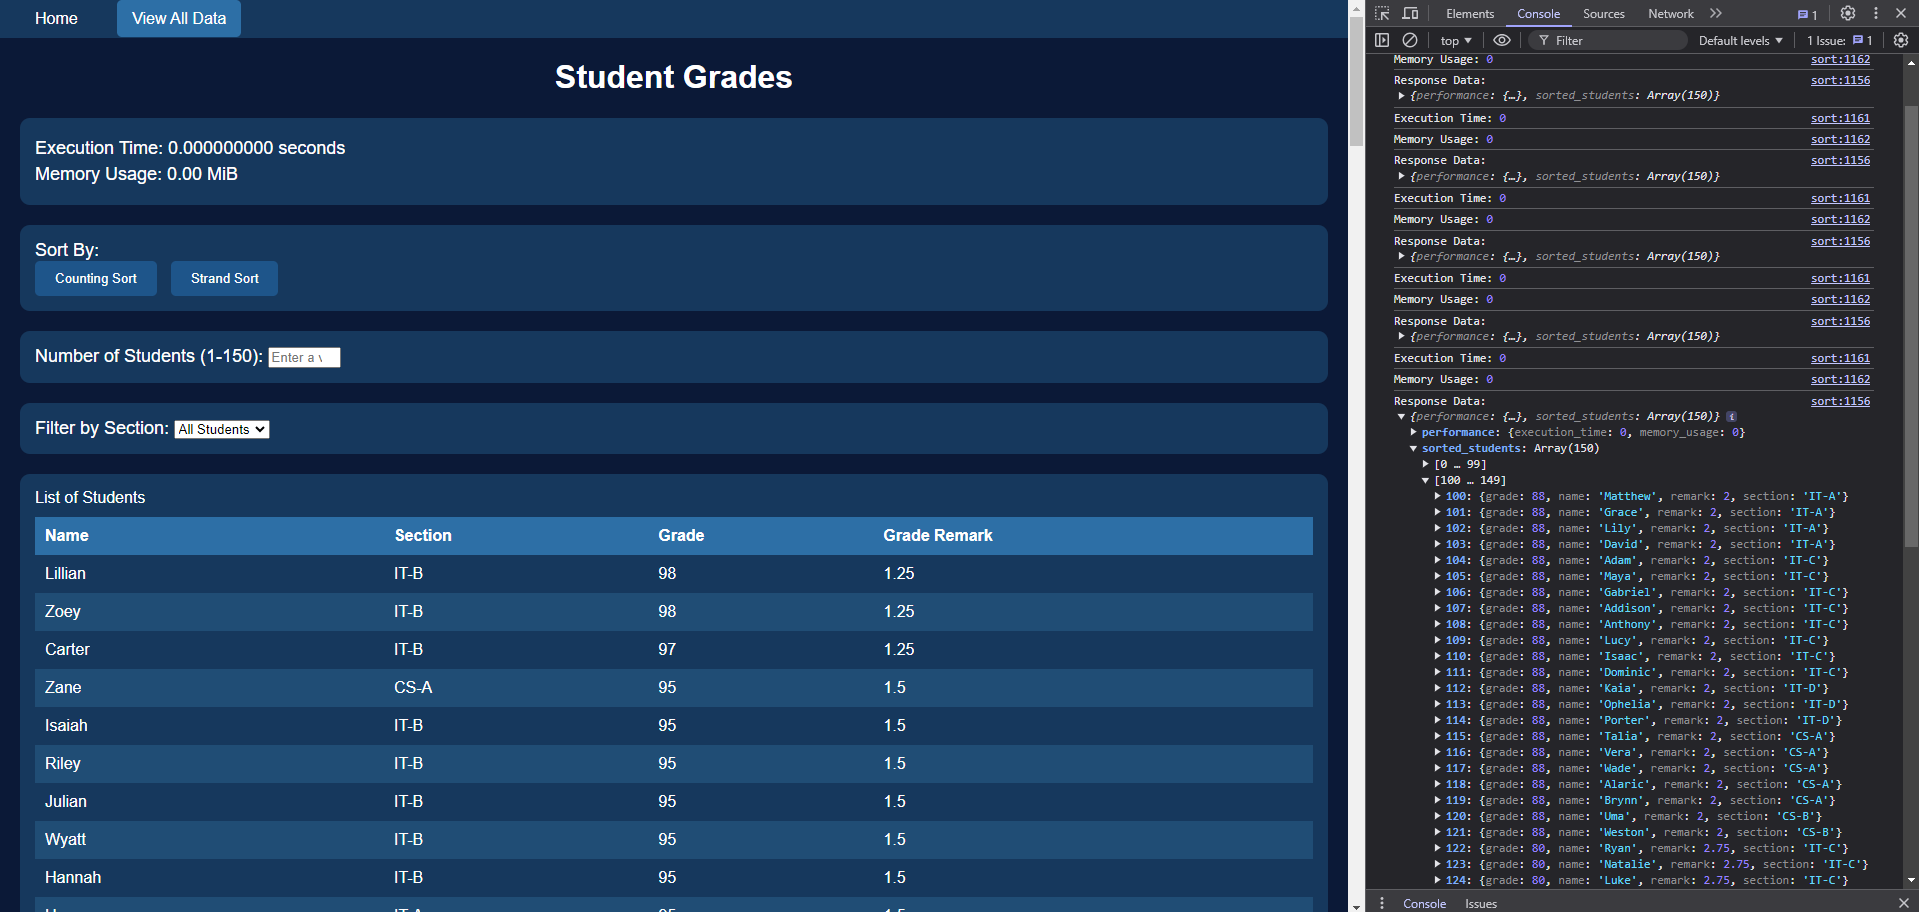 Home
View All Data
Student Grades
Execution Time: 0.000000000 seconds
Memory Usage: 0.00 MiB
Sort By:
Counting Sort
Strand Sort
Number of Students (1-150): Enter a
Filter by Section: All Students
List of Students
Name Section Grade Grade Remark
Lillian IT-B 98 1.25
Zoey IT-B 98 1.25
Carter IT-B 97 1.25
Zane CS-A 95 1.5
Isaiah IT-B 95 1.5
Riley IT-B 95 1.5
Julian IT-B 95 1.5
Wyatt IT-B 95 1.5
Hannah IT-B 95 1.5
Elements Console Sources Network 1
top Filter Default levels 1 Issue: 1
Memory Usage: 0 sort:1162
Response Data: sort:1156
{performance: {…}, sorted_students: Array(150)}
Execution Time: 0 sort:1161
Memory Usage: 0 sort:1162
Response Data: sort:1156
{performance: {…}, sorted_students: Array(150)}
Execution Time: 0 sort:1161
Memory Usage: 0 sort:1162
Response Data: sort:1156
{performance: {…}, sorted_students: Array(150)}
Execution Time: 0 sort:1161
Memory Usage: 0 sort:1162
Response Data: sort:1156
{performance: {…}, sorted_students: Array(150)}
Execution Time: 0 sort:1161
Memory Usage: 0 sort:1162
Response Data: sort:1156
{performance: {…}, sorted_students: Array(150)} i
performance: {execution_time: 0, memory_usage: 0}
sorted_students: Array(150)
[0 … 99]
[100 … 149]
100: {grade: 88, name: 'Matthew', remark: 2, section: 'IT-A'}
101: {grade: 88, name: 'Grace', remark: 2, section: 'IT-A'}
102: {grade: 88, name: 'Lily', remark: 2, section: 'IT-A'}
103: {grade: 88, name: 'David', remark: 2, section: 'IT-A'}
104: {grade: 88, name: 'Adam', remark: 2, section: 'IT-C'}
105: {grade: 88, name: 'Maya', remark: 2, section: 'IT-C'}
106: {grade: 88, name: 'Gabriel', remark: 2, section: 'IT-C'}
107: {grade: 88, name: 'Addison', remark: 2, section: 'IT-C'}
108: {grade: 88, name: 'Anthony', remark: 2, section: 'IT-C'}
109: {grade: 88, name: 'Lucy', remark: 2, section: 'IT-C'}
110: {grade: 88, name: 'Isaac', remark: 2, section: 'IT-C'}
111: {grade: 88, name: 'Dominic', remark: 2, section: 'IT-C'}
112: {grade: 88, name: 'Kaia', remark: 2, section: 'IT-D'}
113: {grade: 88, name: 'Ophelia', remark: 2, section: 'IT-D'}
114: {grade: 88, name: 'Porter', remark: 2, section: 'IT-D'}
115: {grade: 88, name: 'Talia', remark: 2, section: 'CS-A'}
116: {grade: 88, name: 'Vera', remark: 2, section: 'CS-A'}
117: {grade: 88, name: 'Wade', remark: 2, section: 'CS-A'}
118: {grade: 88, name: 'Alaric', remark: 2, section: 'CS-A'}
119: {grade: 88, name: 'Brynn', remark: 2, section: 'CS-A'}
120: {grade: 88, name: 'Uma', remark: 2, section: 'CS-B'}
121: {grade: 88, name: 'Weston', remark: 2, section: 'CS-B'}
122: {grade: 80, name: 'Ryan', remark: 2.75, section: 'IT-C'}
123: {grade: 80, name: 'Natalie', remark: 2.75, section: 'IT-C'}
124: {grade: 80, name: 'Luke', remark: 2.75, section: 'IT-C'}
Console Issues